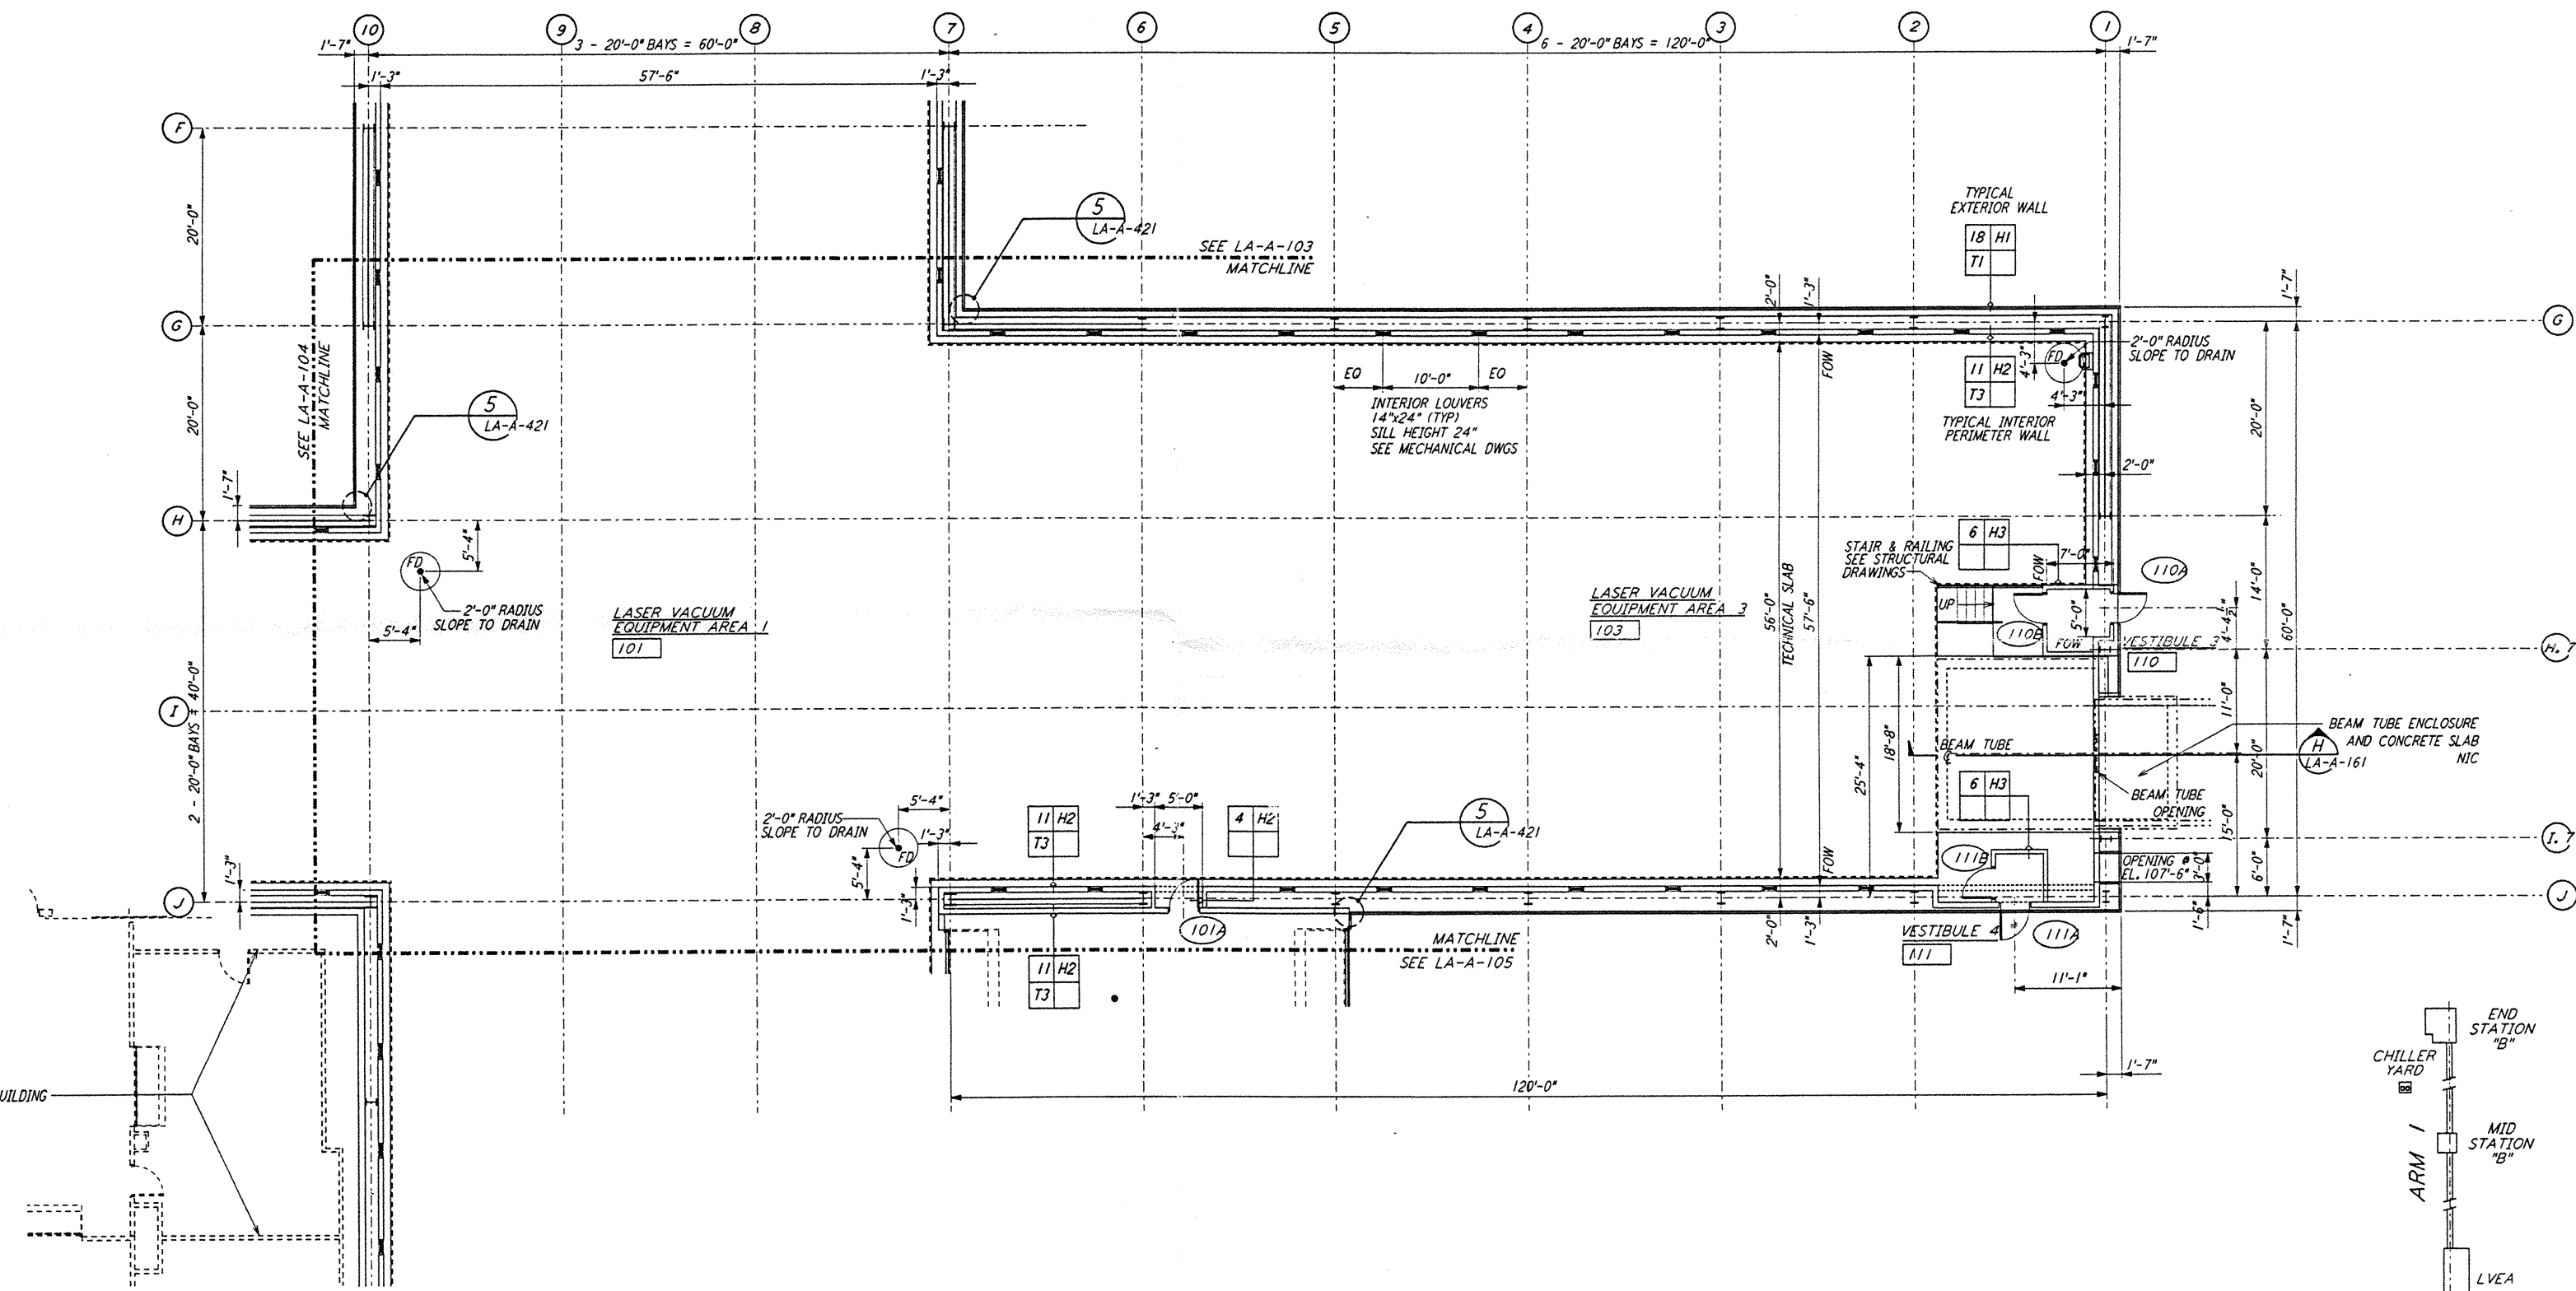 10
9
8
7
6
5
4
3
2
1
1'-7"
3 - 20'-0" BAYS = 60'-0"
6 - 20'-0" BAYS = 120'-0"
1'-7"
1'-3"
57'-6"
1'-3"
F
20'-0"
5
LA-A-421
SEE LA-A-103
MATCHLINE
TYPICAL
EXTERIOR WALL
18 H1
T1
2'-0"
1'-3"
1'-7"
G
G
SEE LA-A-104
MATCHLINE
20'-0"
5
LA-A-421
EQ
10'-0"
EQ
INTERIOR LOUVERS
14"x24" (TYP)
SILL HEIGHT 24"
SEE MECHANICAL DWGS
FOW
11 H2
T3
TYPICAL INTERIOR
PERIMETER WALL
FD
4'-3"
4'-3"
2'-0" RADIUS
SLOPE TO DRAIN
20'-0"
2'-0"
1'-7"
H
5'-4"
FD
2'-0" RADIUS
SLOPE TO DRAIN
5'-4"
LASER VACUUM
EQUIPMENT AREA 1
101
LASER VACUUM
EQUIPMENT AREA 3
103
56'-0"
TECHNICAL SLAB
57'-6"
6 H3
STAIR & RAILING
SEE STRUCTURAL
DRAWINGS
FOW
7'-0"
110A
UP
110B
5'-0"
FOW
VESTIBULE 3
110
14'-0"
4'-4½"
60'-0"
H.7
I
2 - 20'-0" BAYS = 40'-0"
25'-4"
18'-8"
11'-0"
BEAM TUBE
20'-0"
BEAM TUBE ENCLOSURE
AND CONCRETE SLAB
NIC
H
LA-A-161
6 H3
BEAM TUBE
OPENING
15'-0"
5'-4"
2'-0" RADIUS
SLOPE TO DRAIN
1'-3"
FD
5'-4"
11 H2
T3
1'-3"
5'-0"
4'-3"
4 H2
5
LA-A-421
FOW
111B
OPENING @
EL. 107'-6"
3'-0"
6'-0"
I.7
1'-3"
J
1'-3"
J
101A
MATCHLINE
SEE LA-A-105
2'-0"
1'-3"
VESTIBULE 4
111
111A
1'-6"
1'-7"
11 H2
T3
11'-1"
1'-7"
120'-0"
UILDING
END
STATION
"B"
CHILLER
YARD
MID
STATION
"B"
ARM 1
LVEA